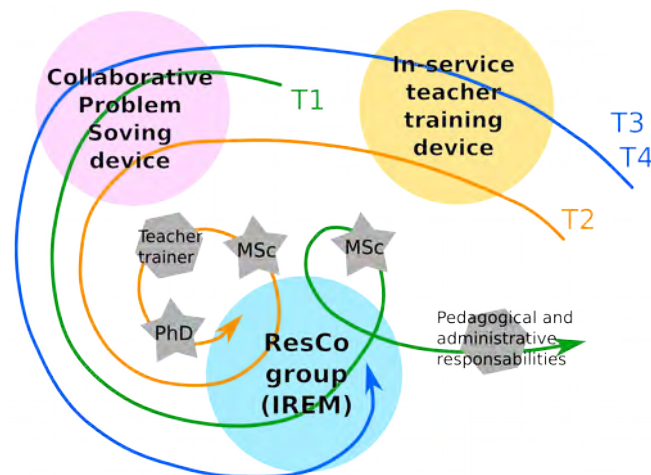 Collaborative
Problem
Soving
device
In-service
teacher
training
device
T1
T3
T4
T2
Teacher
trainer
MSc
MSc
PhD
ResCo
group
(IREM)
Pedagogical and
administrative
responsabilities